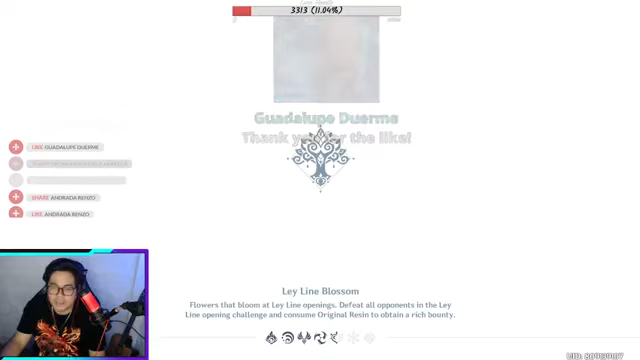 3313 (11.04%)
Guadalupe Duerme
Thank you for the like!
LIKE GUADALUPE DUERME
SHARE ANDRADA RENZO
LIKE ANDRADA RENZO
Ley Line Blossom
Flowers that bloom at Ley Line openings. Defeat all opponents in the Ley
Line opening challenge and consume Original Resin to obtain a rich bounty.